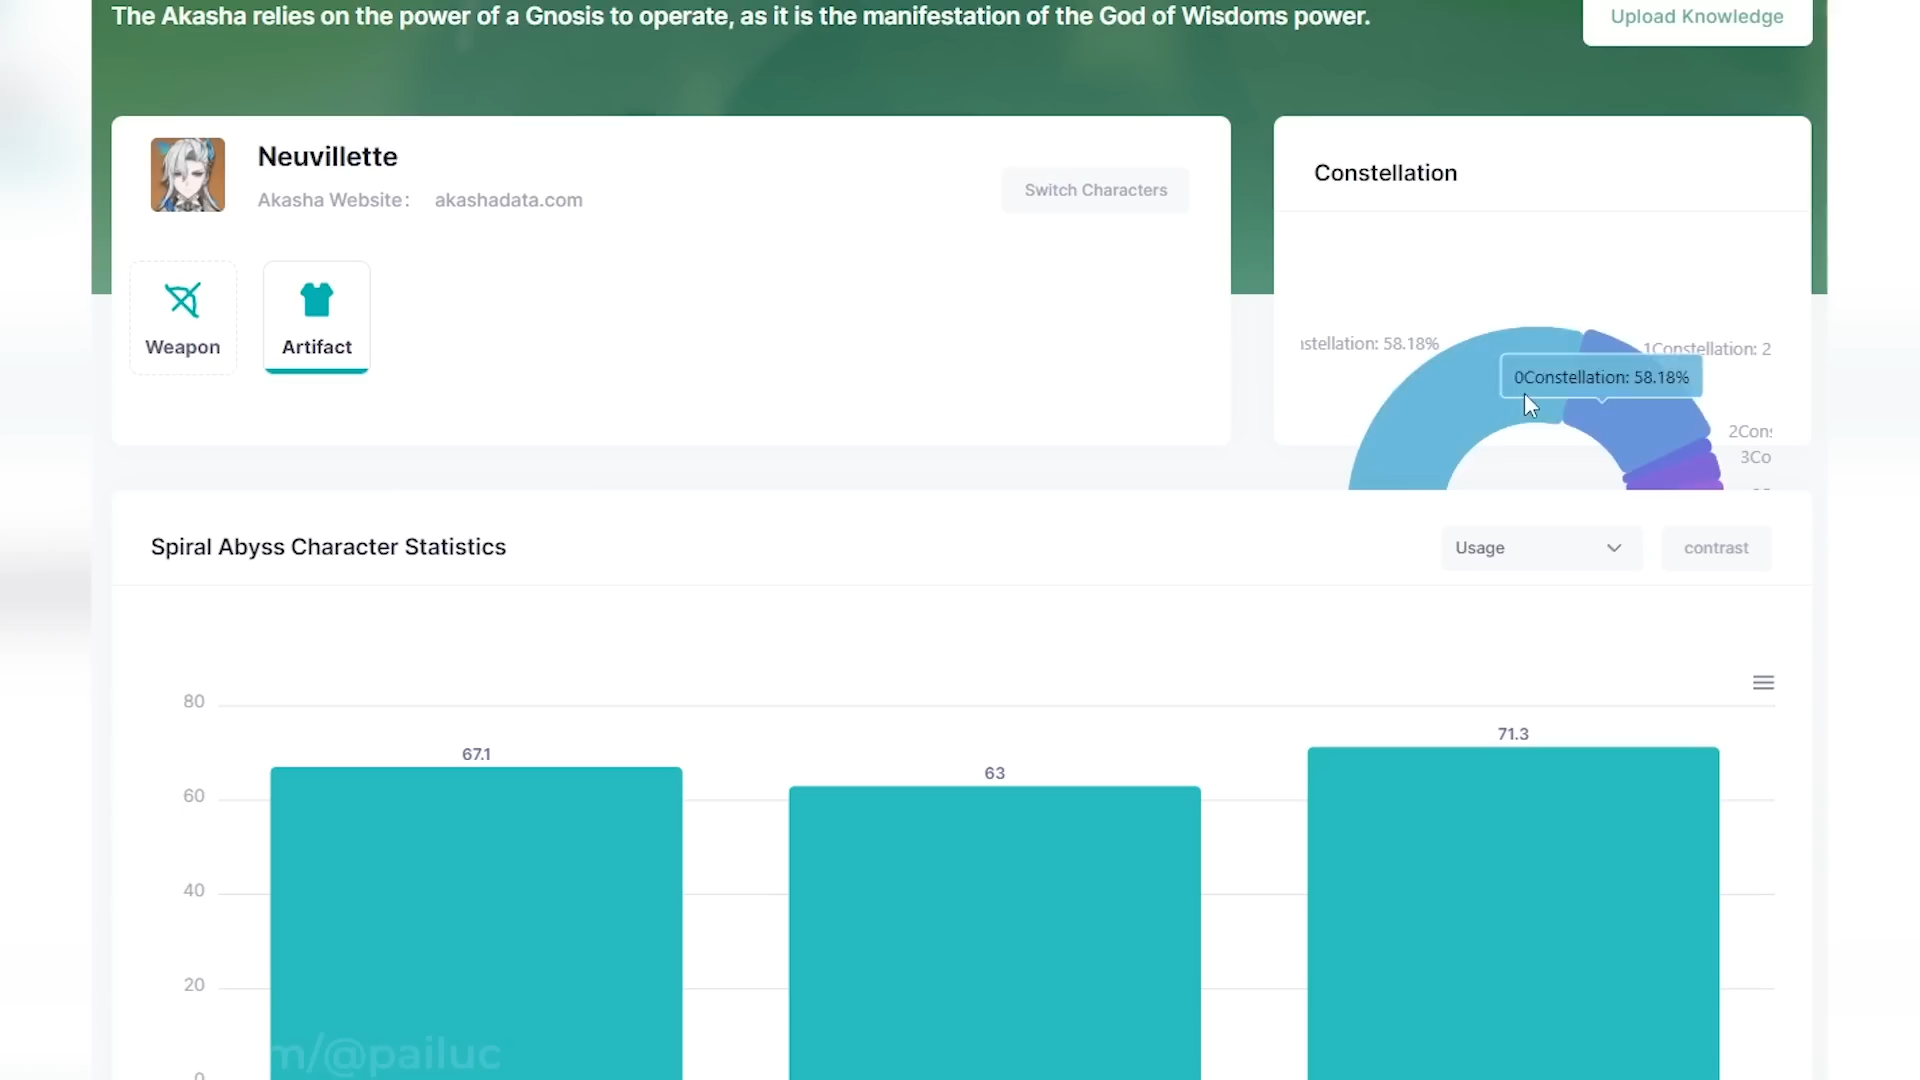 The Akasha relies on the power of a Gnosis to operate, as it is the manifestation of the God of Wisdoms power.
Upload Knowledge
Neuvillette
Akasha Website: akashadata.com
Switch Characters
Weapon
Artifact
Constellation
stellation: 58.18%
1Constellation: 2
0Constellation: 58.18%
2Cons
3Co
Spiral Abyss Character Statistics
Usage
contrast
80
67.1
63
71.3
60
40
20
0
m/@pailuc